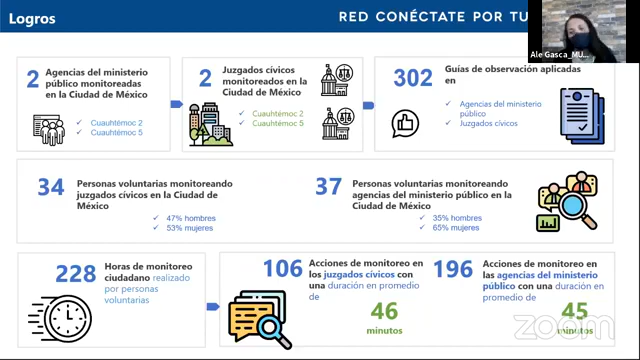 Logros
RED CONÉCTATE POR TU
Ale Gasca_MU...
2
Agencias del ministerio
público monitoreadas
en la Ciudad de México
✓ Cuauhtémoc 2
✓ Cuauhtémoc 5
2
Juzgados cívicos
monitoreados en la
Ciudad de México
✓ Cuauhtémoc 2
✓ Cuauhtémoc 5
302
Guías de observación aplicadas
en
✓ Agencias del ministerio
público
✓ Juzgados cívicos
34
Personas voluntarias monitoreando
juzgados cívicos en la Ciudad de
México
✓ 47% hombres
✓ 53% mujeres
37
Personas voluntarias monitoreando
agencias del ministerio público en la
Ciudad de México
✓ 35% hombres
✓ 65% mujeres
228
Horas de monitoreo
ciudadano realizado
por personas
voluntarias
106
Acciones de monitoreo en
los juzgados cívicos con
una duración en promedio
de
46
minutos
196
Acciones de monitoreo en
las agencias del ministerio
público con una duración en
promedio de
45
minutos
zoom